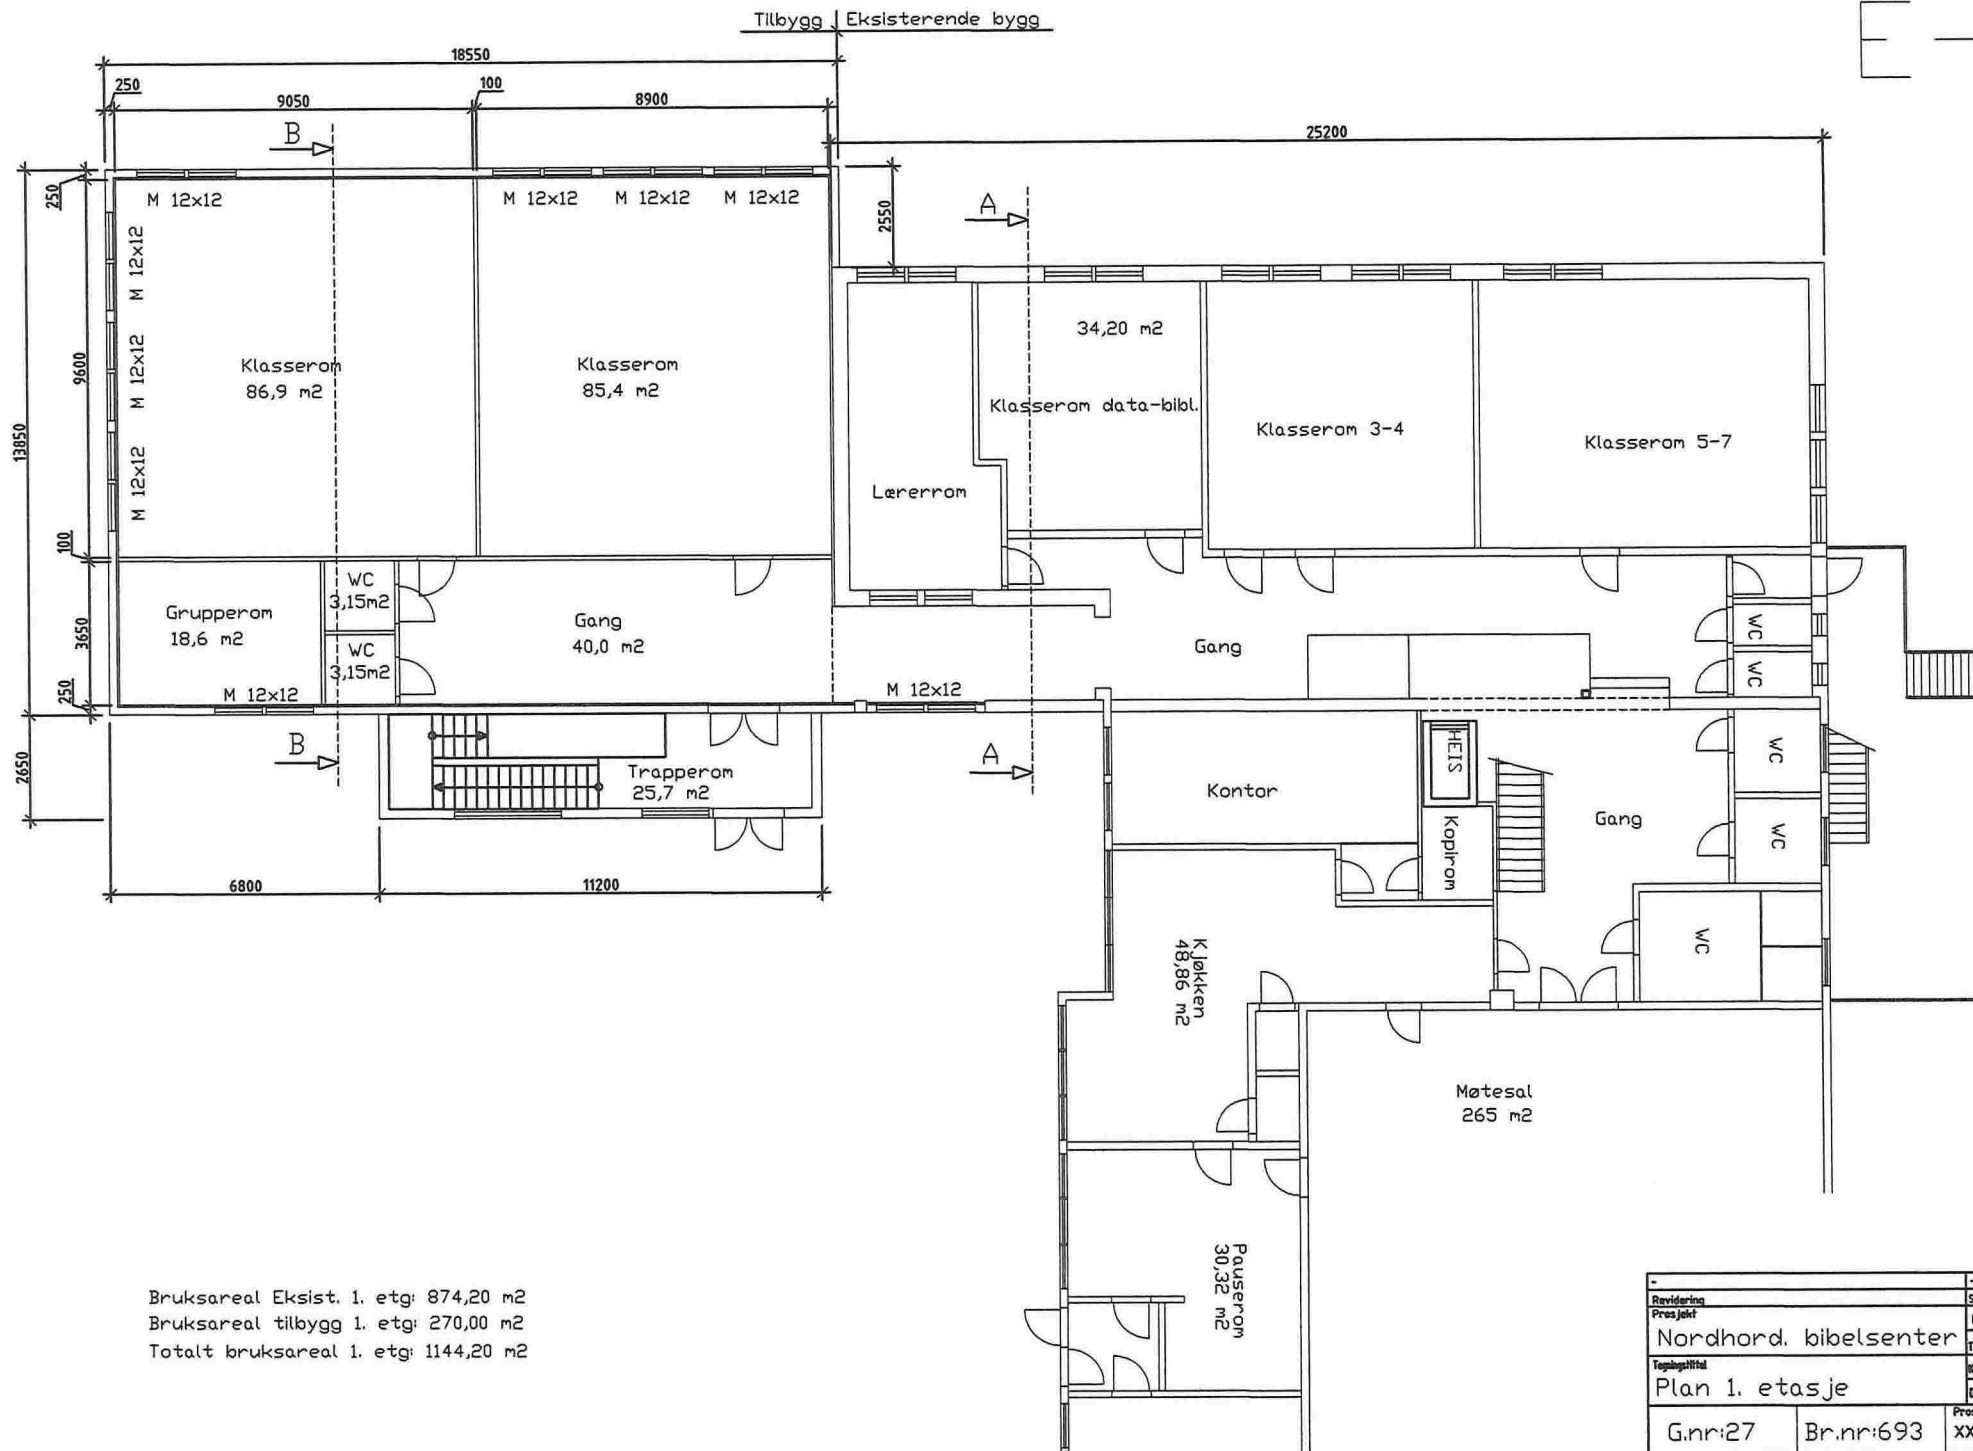 Tilbygg Eksisterende bygg
18550
250
9050
100
8900
25200
B
A
250
2550
13850
9600
100
3650
250
2650
M 12x12
M 12x12 M 12x12 M 12x12
M 12x12
M 12x12
M 12x12
Klasserom
86,9 m2
Klasserom
85,4 m2
34,20 m2
Klasserom data-bibl.
Klasserom 3-4
Klasserom 5-7
Lærerrom
Grupperom
18,6 m2
WC
3,15m2
WC
3,15m2
Gang
40,0 m2
Gang
WC
WC
M 12x12
M 12x12
B
A
Trapperom
25,7 m2
Kontor
HEIS
Kopirom
Gang
WC
WC
WC
6800
11200
Kjøkken
48,86 m2
Møtesal
265 m2
Pauserom
30,32 m2
Bruksareal Eksist. 1. etg: 874,20 m2
Bruksareal tilbygg 1. etg: 270,00 m2
Totalt bruksareal 1. etg: 1144,20 m2
Revidering
Prosjekt
Nordhord. bibelsenter
Tegningstittel
Plan 1. etasje
G.nr:27 Br.nr:693